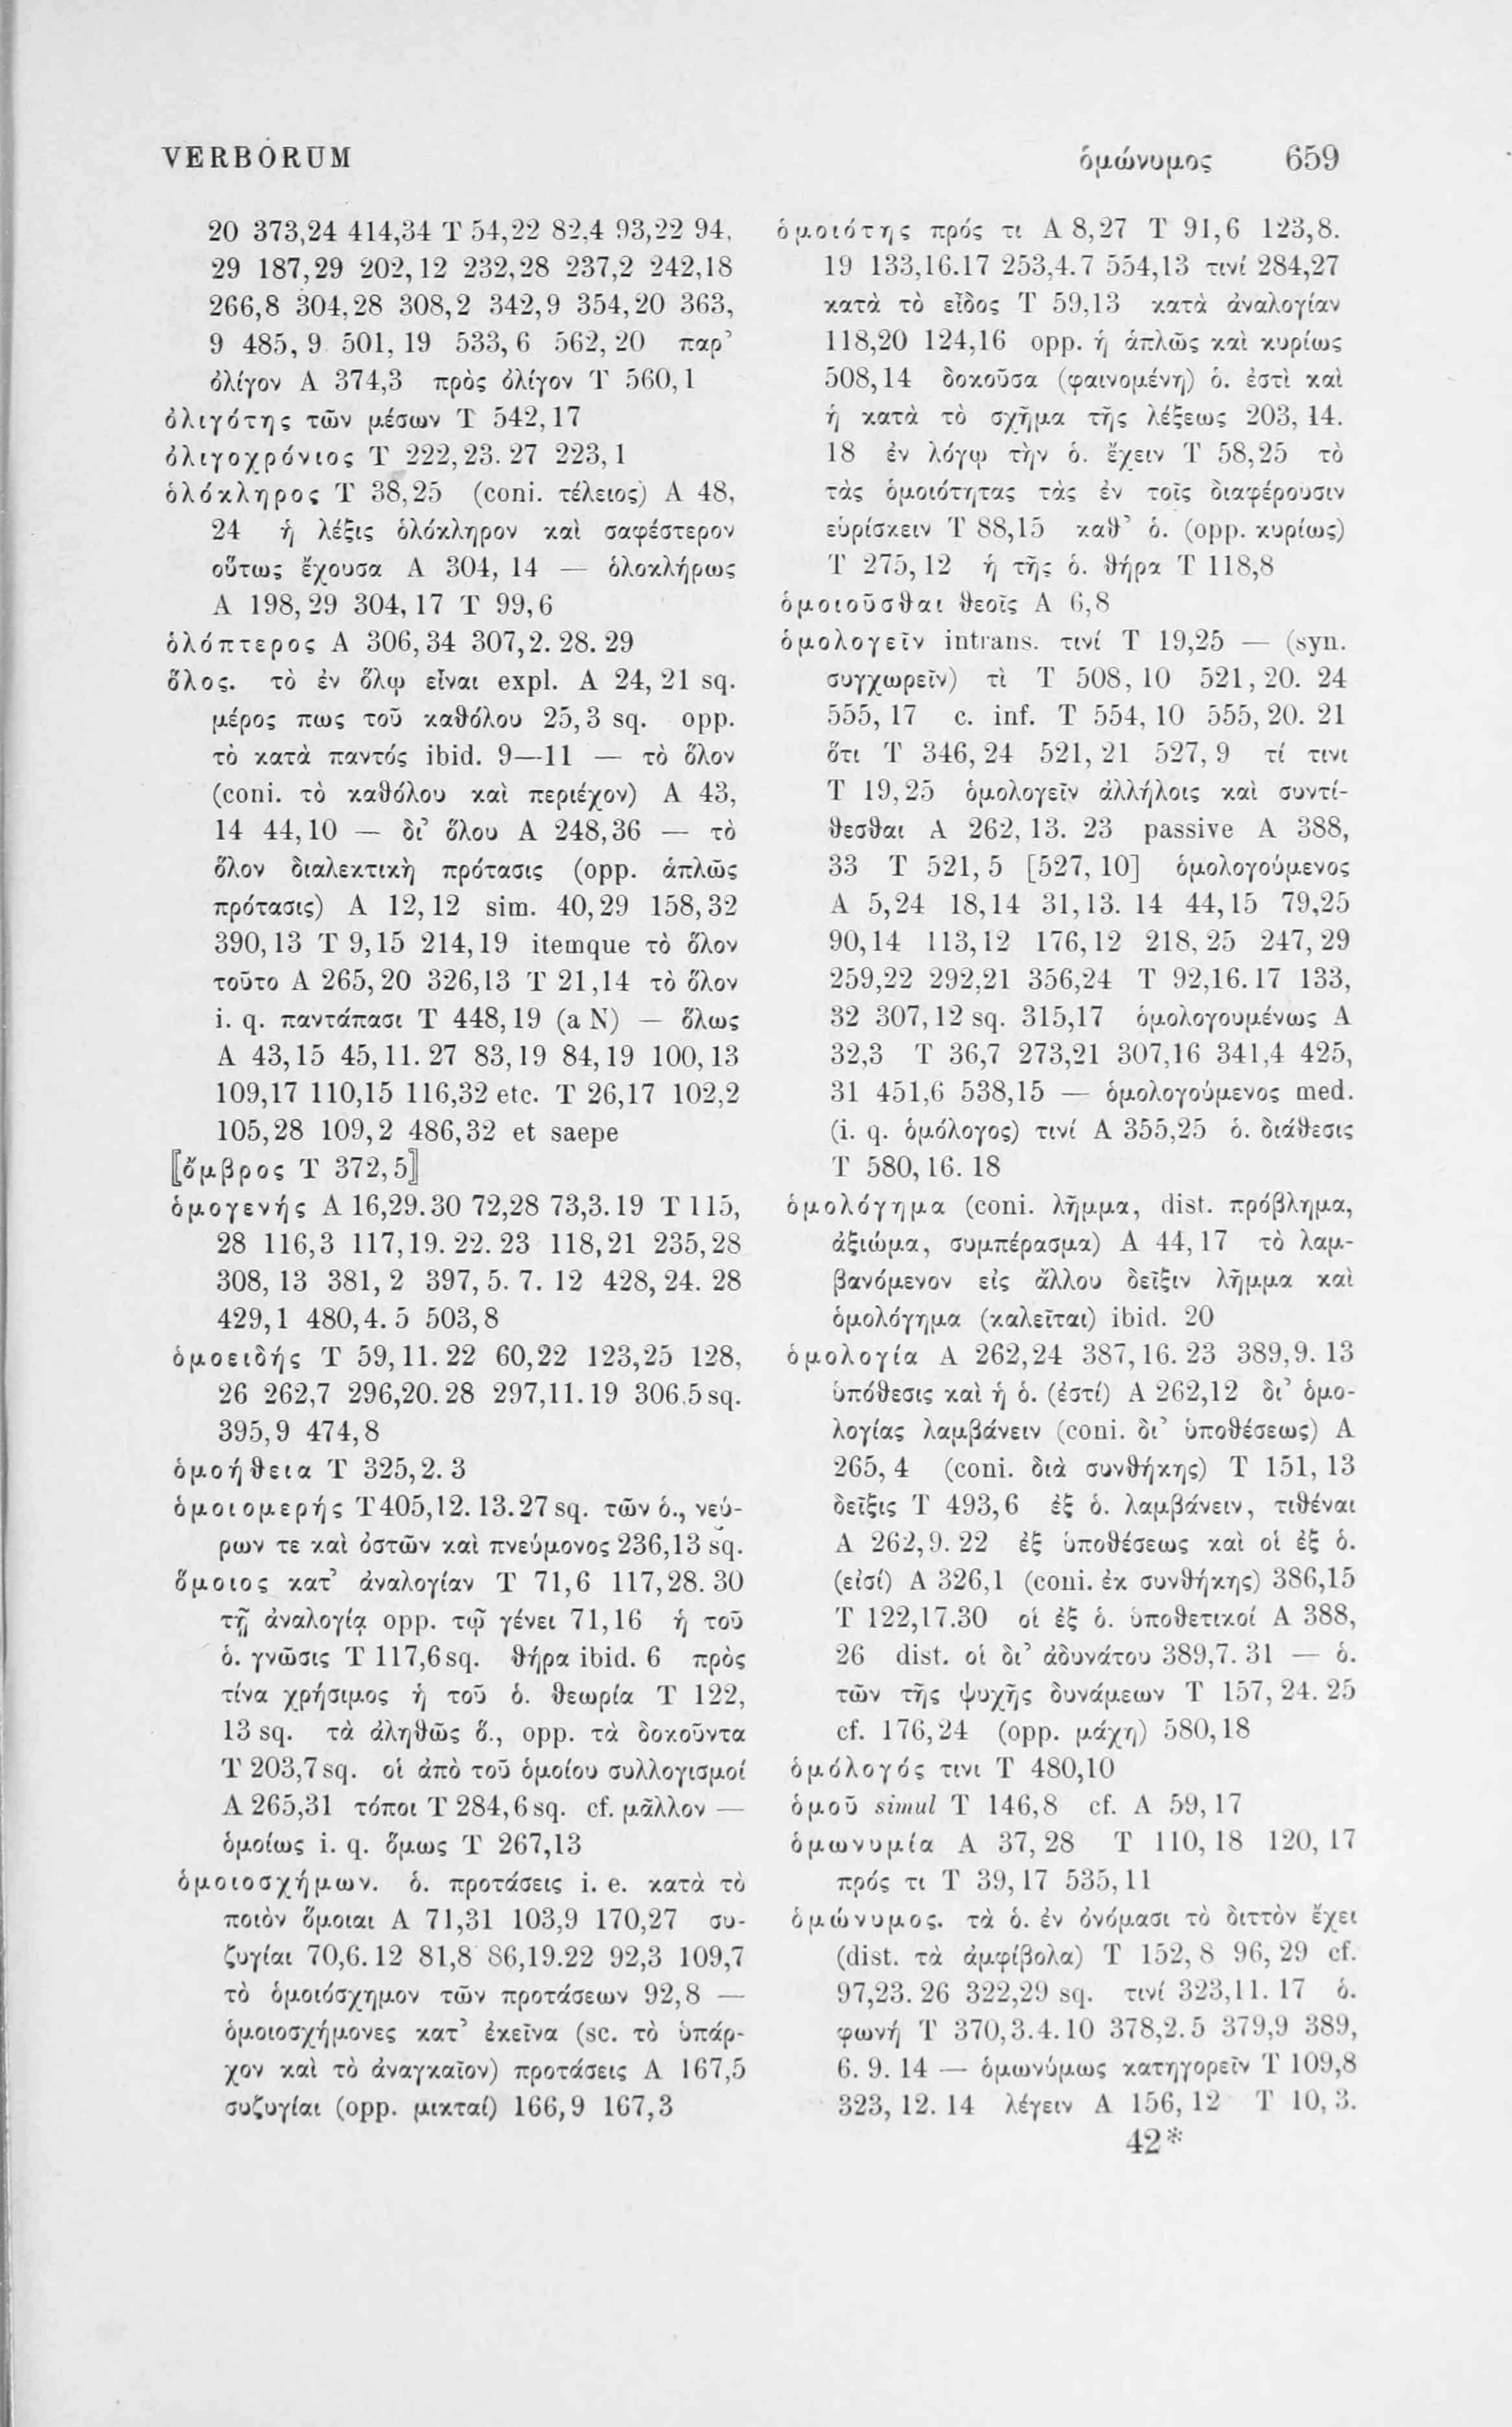 VERBORUM
ὁμώνυμος 659
20 373,24 414,34 T 54,22 82,4 93,22 94,
29 187,29 202,12 232,28 237,2 242,18
266,8 304,28 308,2 342,9 354,20 363,
9 485,9 501,19 533,6 562,20 παρ᾽
ὀλίγον A 374,3 πρὸς ὀλίγον T 560,1
ὀλιγότης τῶν μέσων T 542,17
ὀλιγοχρόνιος T 222,23. 27 223,1
ὁλόκληρος T 38,25 (coni. τέλειος) A 48,
24 ἡ λέξις ὁλόκληρον καὶ σαφέστερον
οὕτως ἔχουσα A 304,14 — ὁλοκλήρως
A 198,29 304,17 T 99,6
ὁλόπτερος A 306,34 307,2. 28. 29
ὅλος. τὸ ἐν ὅλῳ εἶναι expl. A 24,21 sq.
μέρος πως τοῦ καθόλου 25,3 sq. opp.
τὸ κατὰ παντός ibid. 9—11 — τὸ ὅλον
(coni. τὸ καθόλου καὶ περιέχον) A 43,
14 44,10 — δι᾽ ὅλου A 248,36 — τὸ
ὅλον διαλεκτικὴ πρότασις (opp. ἁπλῶς
πρότασις) A 12,12 sim. 40,29 158,32
390,13 T 9,15 214,19 itemque τὸ ὅλον
τοῦτο A 265,20 326,13 T 21,14 τὸ ὅλον
i. q. παντάπασι T 448,19 (a N) — ὅλως
A 43,15 45,11. 27 83,19 84,19 100,13
109,17 110,15 116,32 etc. T 26,17 102,2
105,28 109,2 486,32 et saepe
⟦ὄμβρος T 372,5⟧
ὁμογενής A 16,29.30 72,28 73,3.19 T 115,
28 116,3 117,19. 22. 23 118,21 235,28
308,13 381,2 397,5. 7. 12 428,24. 28
429,1 480,4. 5 503,8
ὁμοειδής T 59,11. 22 60,22 123,25 128,
26 262,7 296,20. 28 297,11. 19 306,5 sq.
395,9 474,8
ὁμοήθεια T 325,2. 3
ὁμοιομερής T 405,12. 13. 27 sq. τῶν ὁ., νεύ-
ρων τε καὶ ὀστῶν καὶ πνεύμονος 236,13 sq.
ὅμοιος κατ᾽ ἀναλογίαν T 71,6 117,28. 30
τῇ ἀναλογίᾳ opp. τῷ γένει 71,16 ἡ τοῦ
ὁ. γνῶσις T 117,6 sq. θήρα ibid. 6 πρὸς
τίνα χρήσιμος ἡ τοῦ ὁ. θεωρία T 122,
13 sq. τὰ ἀληθῶς ὅ., opp. τὰ δοκοῦντα
T 203,7 sq. οἱ ἀπὸ τοῦ ὁμοίου συλλογισμοί
A 265,31 τόποι T 284,6 sq. cf. μᾶλλον —
ὁμοίως i. q. ὅμως T 267,13
ὁμοιοσχήμων. ὁ. προτάσεις i. e. κατὰ τὸ
ποιὸν ὅμοιαι A 71,31 103,9 170,27 συ-
ζυγίαι 70,6. 12 81,8 86,19.22 92,3 109,7
τὸ ὁμοιόσχημον τῶν προτάσεων 92,8 —
ὁμοιοσχήμονες κατ᾽ ἐκεῖνα (sc. τὸ ὑπάρ-
χον καὶ τὸ ἀναγκαῖον) προτάσεις A 167,5
συζυγίαι (opp. μικταί) 166,9 167,3
ὁμοιότης πρός τι A 8,27 T 91,6 123,8.
19 133,16.17 253,4. 7 554,13 τινί 284,27
κατὰ τὸ εἶδος T 59,13 κατὰ ἀναλογίαν
118,20 124,16 opp. ἡ ἁπλῶς καὶ κυρίως
508,14 δοκοῦσα (φαινομένη) ὁ. ἐστὶ καὶ
ἡ κατὰ τὸ σχῆμα τῆς λέξεως 203,14.
18 ἐν λόγῳ τὴν ὁ. ἔχειν T 58,25 τὸ
τὰς ὁμοιότητας τὰς ἐν τοῖς διαφέρουσιν
εὑρίσκειν T 88,15 καθ᾽ ὁ. (opp. κυρίως)
T 275,12 ἡ τῆς ὁ. θήρα T 118,8
ὁμοιοῦσθαι θεοῖς A 6,8
ὁμολογεῖν intrans. τινί T 19,25 — (syn.
συγχωρεῖν) τὶ T 508,10 521,20. 24
555,17 c. inf. T 554,10 555,20. 21
ὅτι T 346,24 521,21 527,9 τί τινι
T 19,25 ὁμολογεῖν ἀλλήλοις καὶ συντί-
θεσθαι A 262,13. 23 passive A 388,
33 T 521,5 [527,10] ὁμολογούμενος
A 5,24 18,14 31,13. 14 44,15 79,25
90,14 113,12 176,12 218,25 247,29
259,22 292,21 356,24 T 92,16. 17 133,
32 307,12 sq. 315,17 ὁμολογουμένως A
32,3 T 36,7 273,21 307,16 341,4 425,
31 451,6 538,15 — ὁμολογούμενος med.
(i. q. ὁμόλογος) τινί A 355,25 ὁ. διάθεσις
T 580,16. 18
ὁμολόγημα (coni. λῆμμα, dist. πρόβλημα,
ἀξιώμα, συμπέρασμα) A 44,17 τὸ λαμ-
βανόμενον εἰς ἄλλου δεῖξιν λῆμμα καὶ
ὁμολόγημα (καλεῖται) ibid. 20
ὁμολογία A 262,24 387,16. 23 389,9. 13
ὑπόθεσις καὶ ἡ ὁ. (ἐστί) A 262,12 δι᾽ ὁμο-
λογίας λαμβάνειν (coni. δι᾽ ὑποθέσεως) A
265,4 (coni. διὰ συνθήκης) T 151,13
δεῖξις T 493,6 ἐξ ὁ. λαμβάνειν, τιθέναι
A 262,9. 22 ἐξ ὑποθέσεως καὶ οἱ ἐξ ὁ.
(εἰσί) A 326,1 (coni. ἐκ συνθήκης) 386,15
T 122,17.30 οἱ ἐξ ὁ. ὑποθετικοί A 388,
26 dist. οἱ δι᾽ ἀδυνάτου 389,7. 31 — ὁ.
τῶν τῆς ψυχῆς δυνάμεων T 157,24. 25
cf. 176,24 (opp. μάχη) 580,18
ὁμόλογός τινι T 480,10
ὁμοῦ simul T 146,8 cf. A 59,17
ὁμωνυμία A 37,28 T 110,18 120,17
πρός τι T 39,17 535,11
ὁμώνυμος. τὰ ὁ. ἐν ὀνόμασι τὸ διττὸν ἔχει
(dist. τὰ ἀμφίβολα) T 152,8 96,29 cf.
97,23. 26 322,29 sq. τινί 323,11. 17 ὁ.
φωνή T 370,3. 4. 10 378,2. 5 379,9 389,
6. 9. 14 — ὁμωνύμως κατηγορεῖν T 109,8
323,12. 14 λέγειν A 156,12 T 10,3.
42*